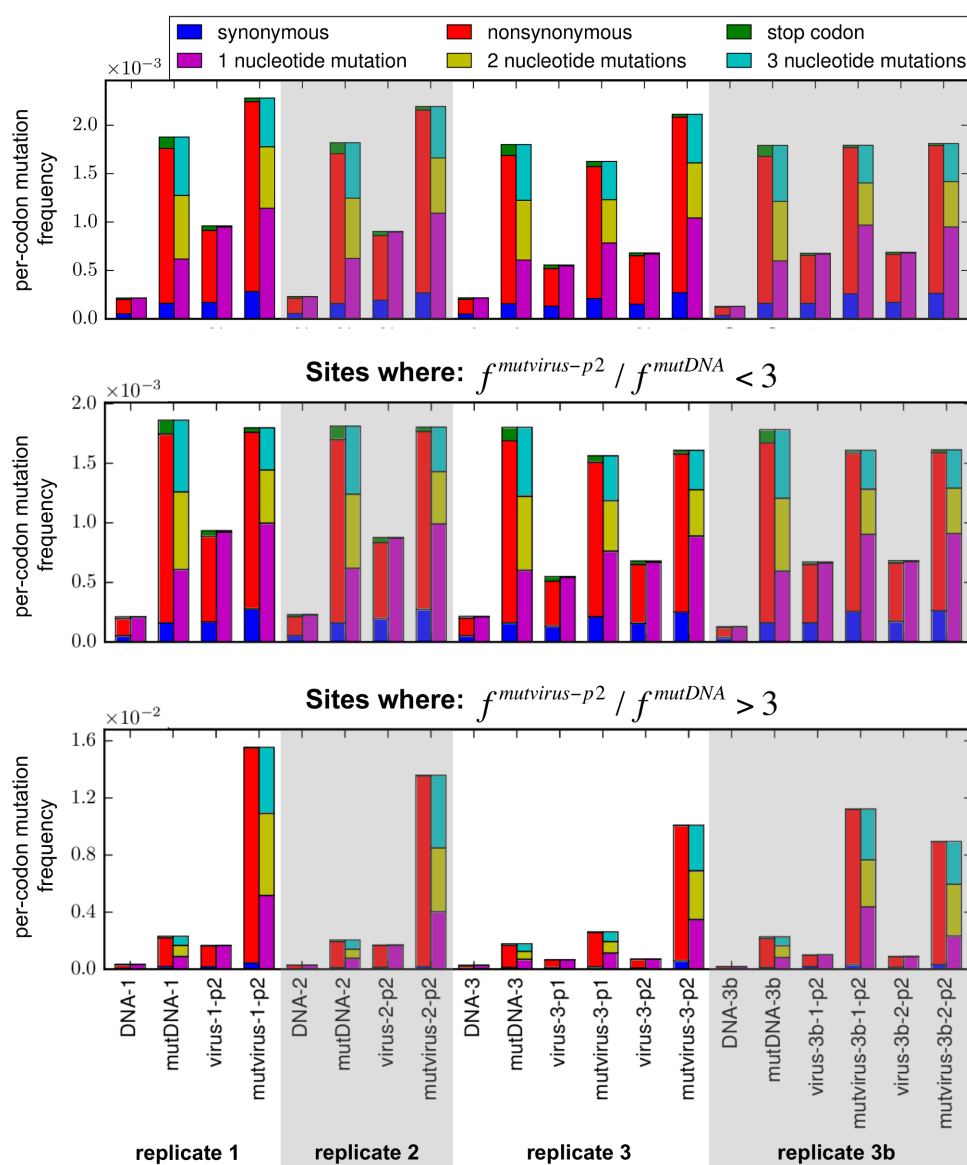 synonymous nonsynonymous stop codon
1 nucleotide mutation 2 nucleotide mutations 3 nucleotide mutations
×10⁻³
per-codon mutation
frequency
2.0
1.5
1.0
0.5
0.0
Sites where: f^{mutvirus−p2} / f^{mutDNA} < 3
×10⁻³
per-codon mutation
frequency
2.0
1.5
1.0
0.5
0.0
Sites where: f^{mutvirus−p2} / f^{mutDNA} > 3
×10⁻²
per-codon mutation
frequency
1.6
1.2
0.8
0.4
0.0
DNA-1
mutDNA-1
virus-1-p2
mutvirus-1-p2
DNA-2
mutDNA-2
virus-2-p2
mutvirus-2-p2
DNA-3
mutDNA-3
virus-3-p1
mutvirus-3-p1
virus-3-p2
mutvirus-3-p2
DNA-3b
mutDNA-3b
virus-3b-1-p2
mutvirus-3b-1-p2
virus-3b-2-p2
mutvirus-3b-2-p2
replicate 1 replicate 2 replicate 3 replicate 3b